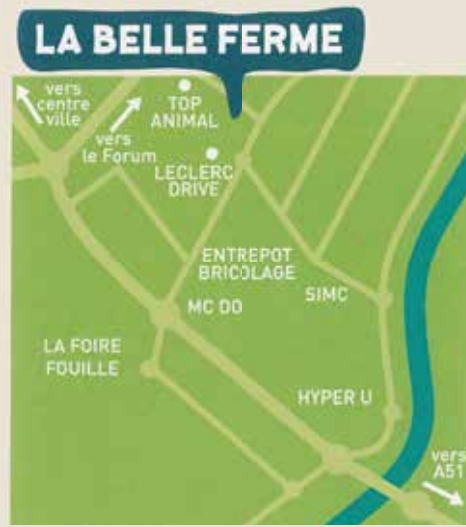 LA BELLE FERME
vers
centre
ville
vers
le Forum
TOP
ANIMAL
LECLERC
DRIVE
ENTREPOT
BRICOLAGE
MC DO
SIMC
LA FOIRE
FOUILLE
HYPER U
vers
A51